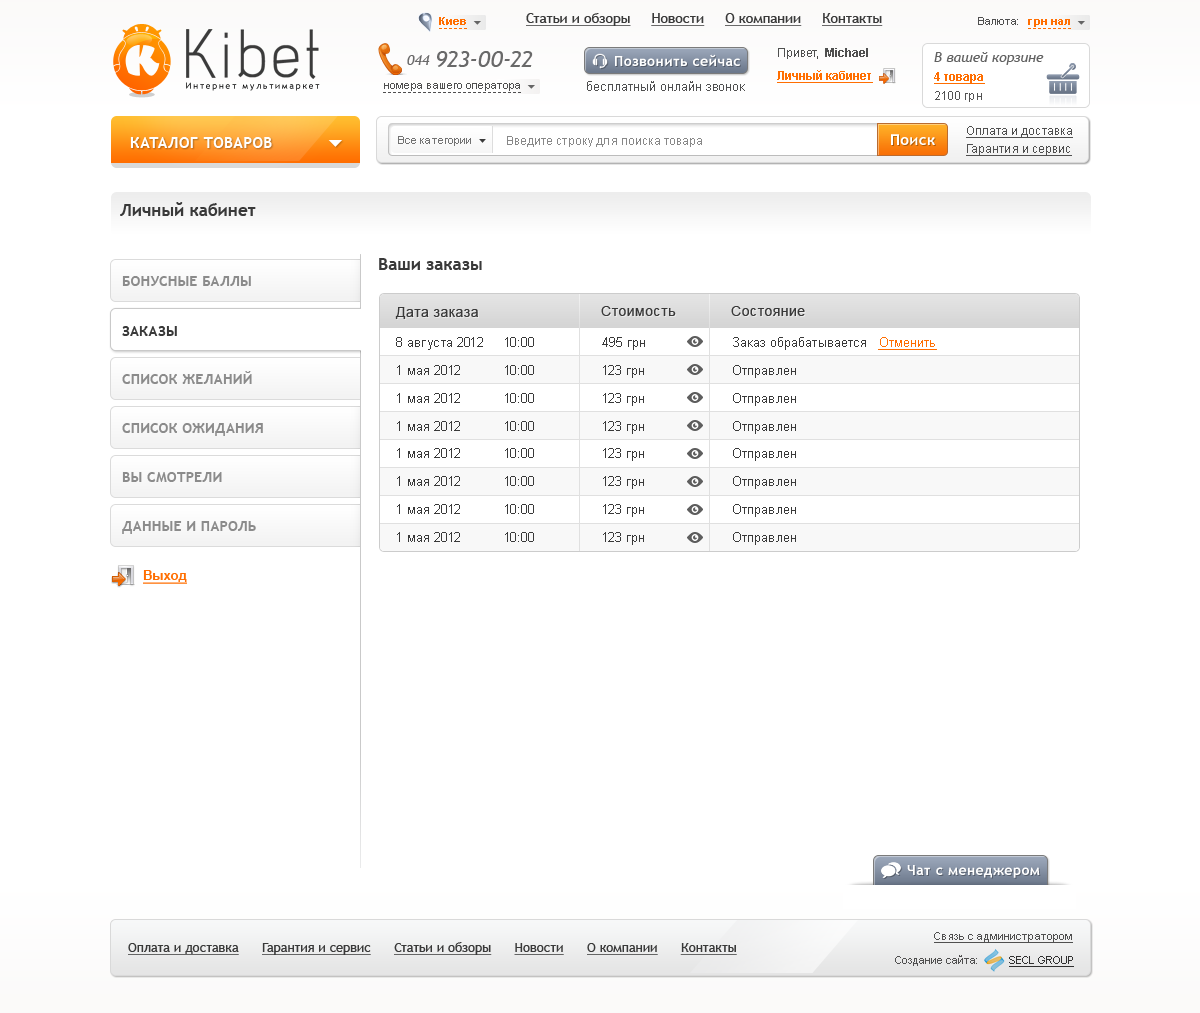 Киев
Статьи и обзоры Новости О компании Контакты
Валюта: грн нал
Kibet
Интернет мультимаркет
044 923-00-22
номера вашего оператора
Позвонить сейчас
бесплатный онлайн звонок
Привет, Michael
Личный кабинет
В вашей корзине
4 товара
2100 грн
КАТАЛОГ ТОВАРОВ
Все категории Введите строку для поиска товара Поиск
Оплата и доставка
Гарантия и сервис
Личный кабинет
БОНУСНЫЕ БАЛЛЫ
ЗАКАЗЫ
СПИСОК ЖЕЛАНИЙ
СПИСОК ОЖИДАНИЯ
ВЫ СМОТРЕЛИ
ДАННЫЕ И ПАРОЛЬ
Выход
Ваши заказы
Дата заказа Стоимость Состояние
8 августа 2012 10:00 495 грн Заказ обрабатывается Отменить
1 мая 2012 10:00 123 грн Отправлен
1 мая 2012 10:00 123 грн Отправлен
1 мая 2012 10:00 123 грн Отправлен
1 мая 2012 10:00 123 грн Отправлен
1 мая 2012 10:00 123 грн Отправлен
1 мая 2012 10:00 123 грн Отправлен
1 мая 2012 10:00 123 грн Отправлен
Чат с менеджером
Оплата и доставка Гарантия и сервис Статьи и обзоры Новости О компании Контакты
Связь с администратором
Создание сайта: SECL GROUP